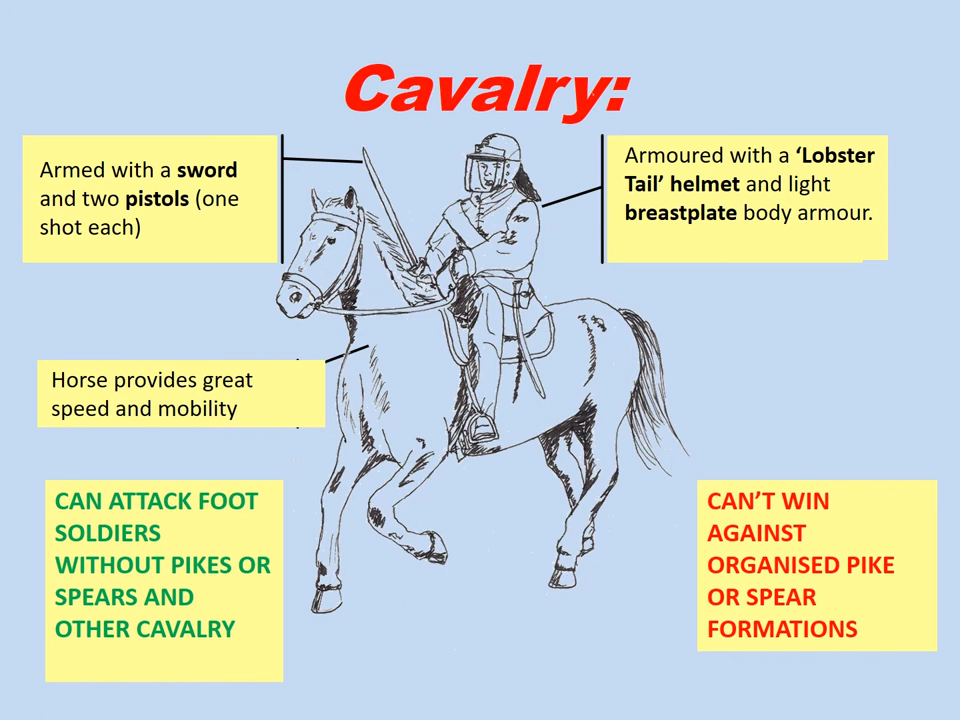 Cavalry:
Armed with a sword
and two pistols (one
shot each)
Armoured with a ‘Lobster
Tail’ helmet and light
breastplate body armour.
Horse provides great
speed and mobility
CAN ATTACK FOOT
SOLDIERS
WITHOUT PIKES OR
SPEARS AND
OTHER CAVALRY
CAN’T WIN
AGAINST
ORGANISED PIKE
OR SPEAR
FORMATIONS